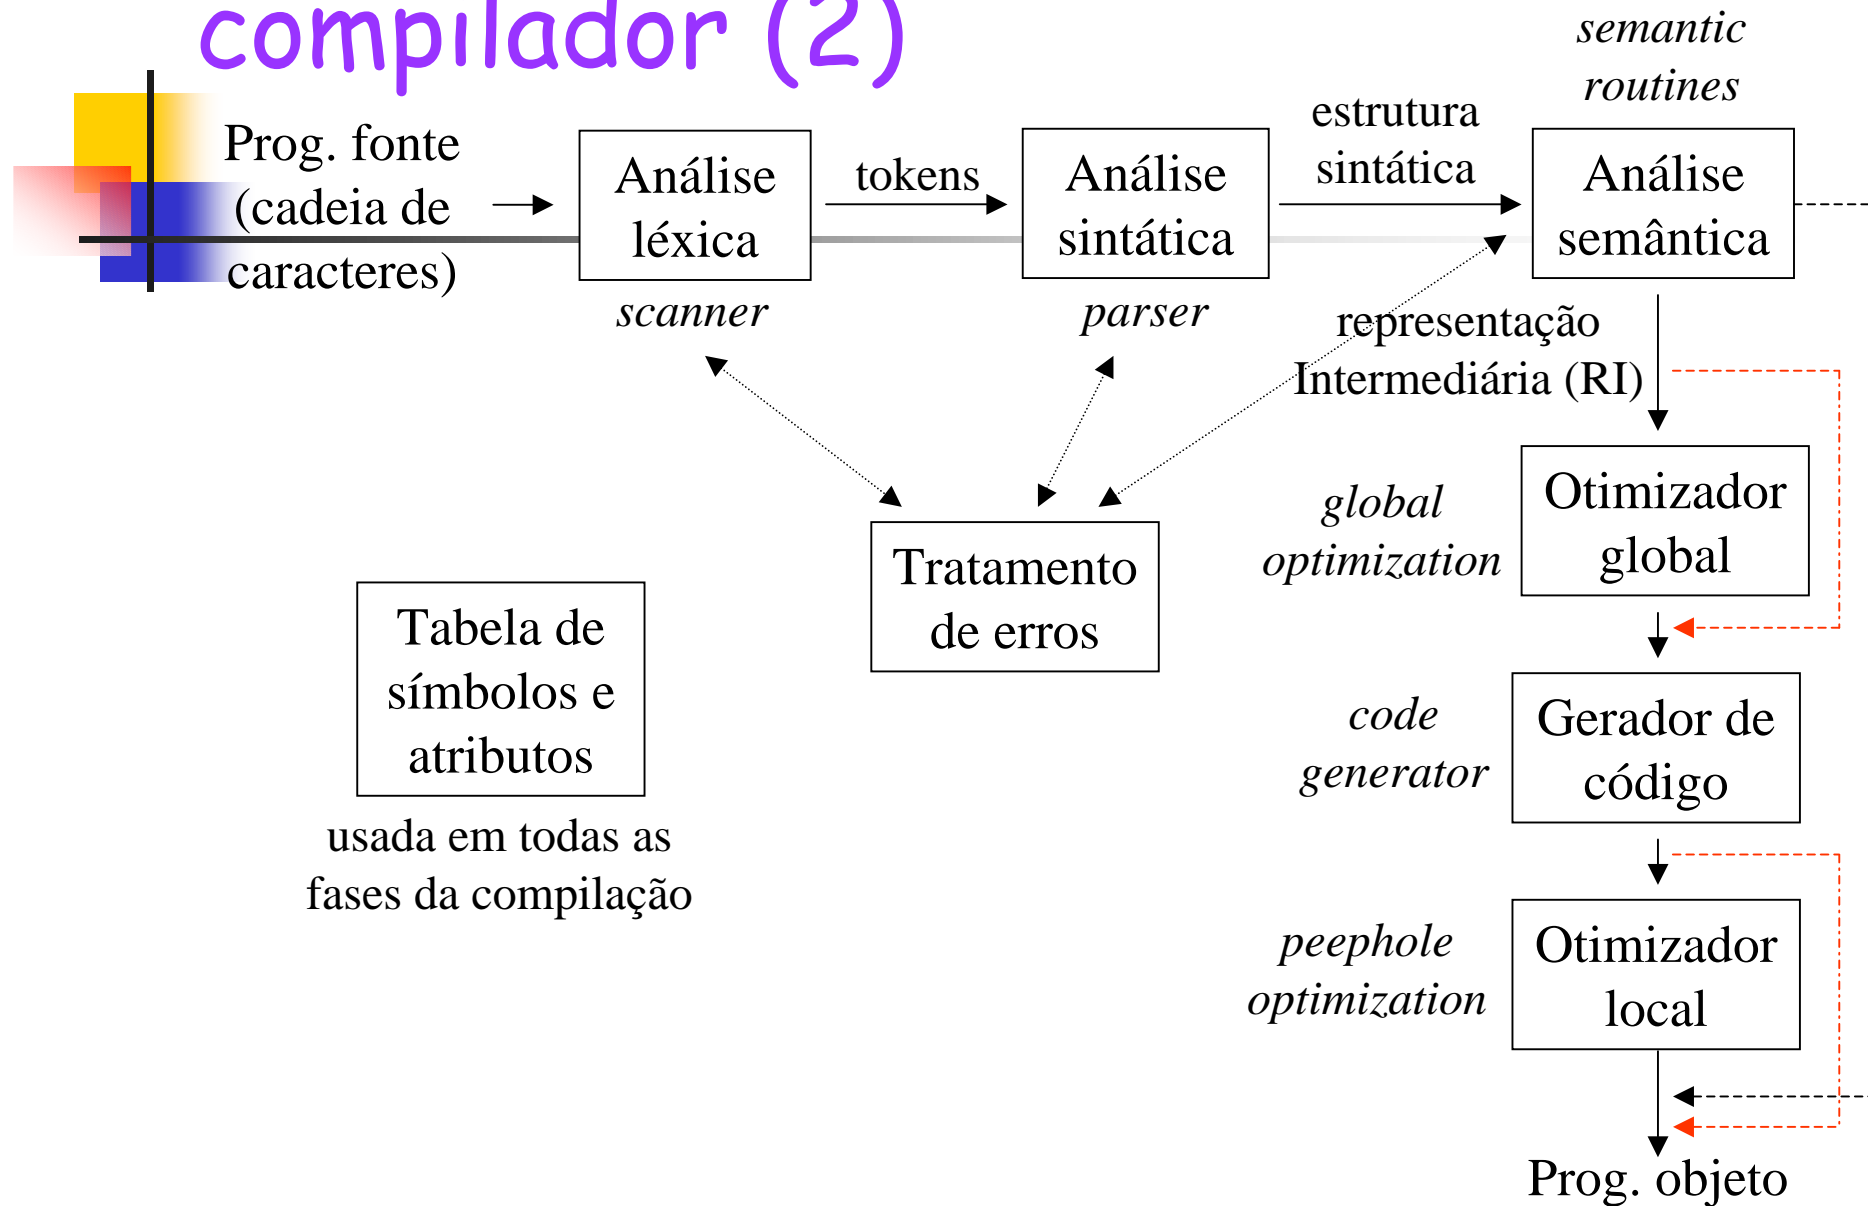 compilador (2)
semantic
routines
Prog. fonte
(cadeia de
caracteres)
Análise
léxica
scanner
tokens
Análise
sintática
parser
estrutura
sintática
Análise
semântica
representação
Intermediária (RI)
global
optimization
Otimizador
global
Tratamento
de erros
Tabela de
símbolos e
atributos
usada em todas as
fases da compilação
code
generator
Gerador de
código
peephole
optimization
Otimizador
local
Prog. objeto